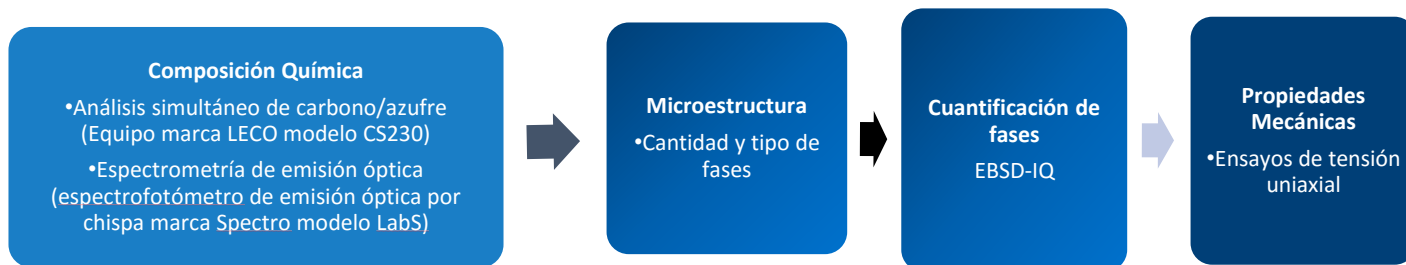 Composición Química
•Análisis simultáneo de carbono/azufre
(Equipo marca LECO modelo CS230)
•Espectrometría de emisión óptica
(espectrofotómetro de emisión óptica por
chispa marca Spectro modelo LabS)
Microestructura
•Cantidad y tipo de
fases
Cuantificación de
fases
EBSD-IQ
Propiedades
Mecánicas
•Ensayos de tensión
uniaxial